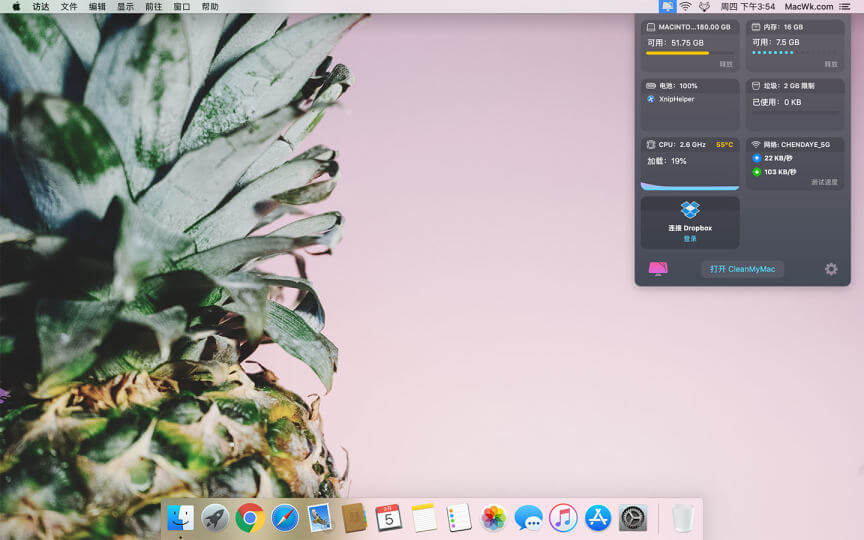 访达 文件 编辑 显示 前往 窗口 帮助
周四 下午3:54 MacWk.com
MACINTO...180.00 GB
可用：51.75 GB
释放
内存：16 GB
可用：7.5 GB
释放
电池：100%
XnipHelper
垃圾：2 GB 限制
已使用：0 KB
CPU：2.6 GHz 55°C
加载：19%
网络: CHENDAYE_5G
22 KB/秒
103 KB/秒
测试速度
连接 Dropbox
登录
打开 CleanMyMac
5